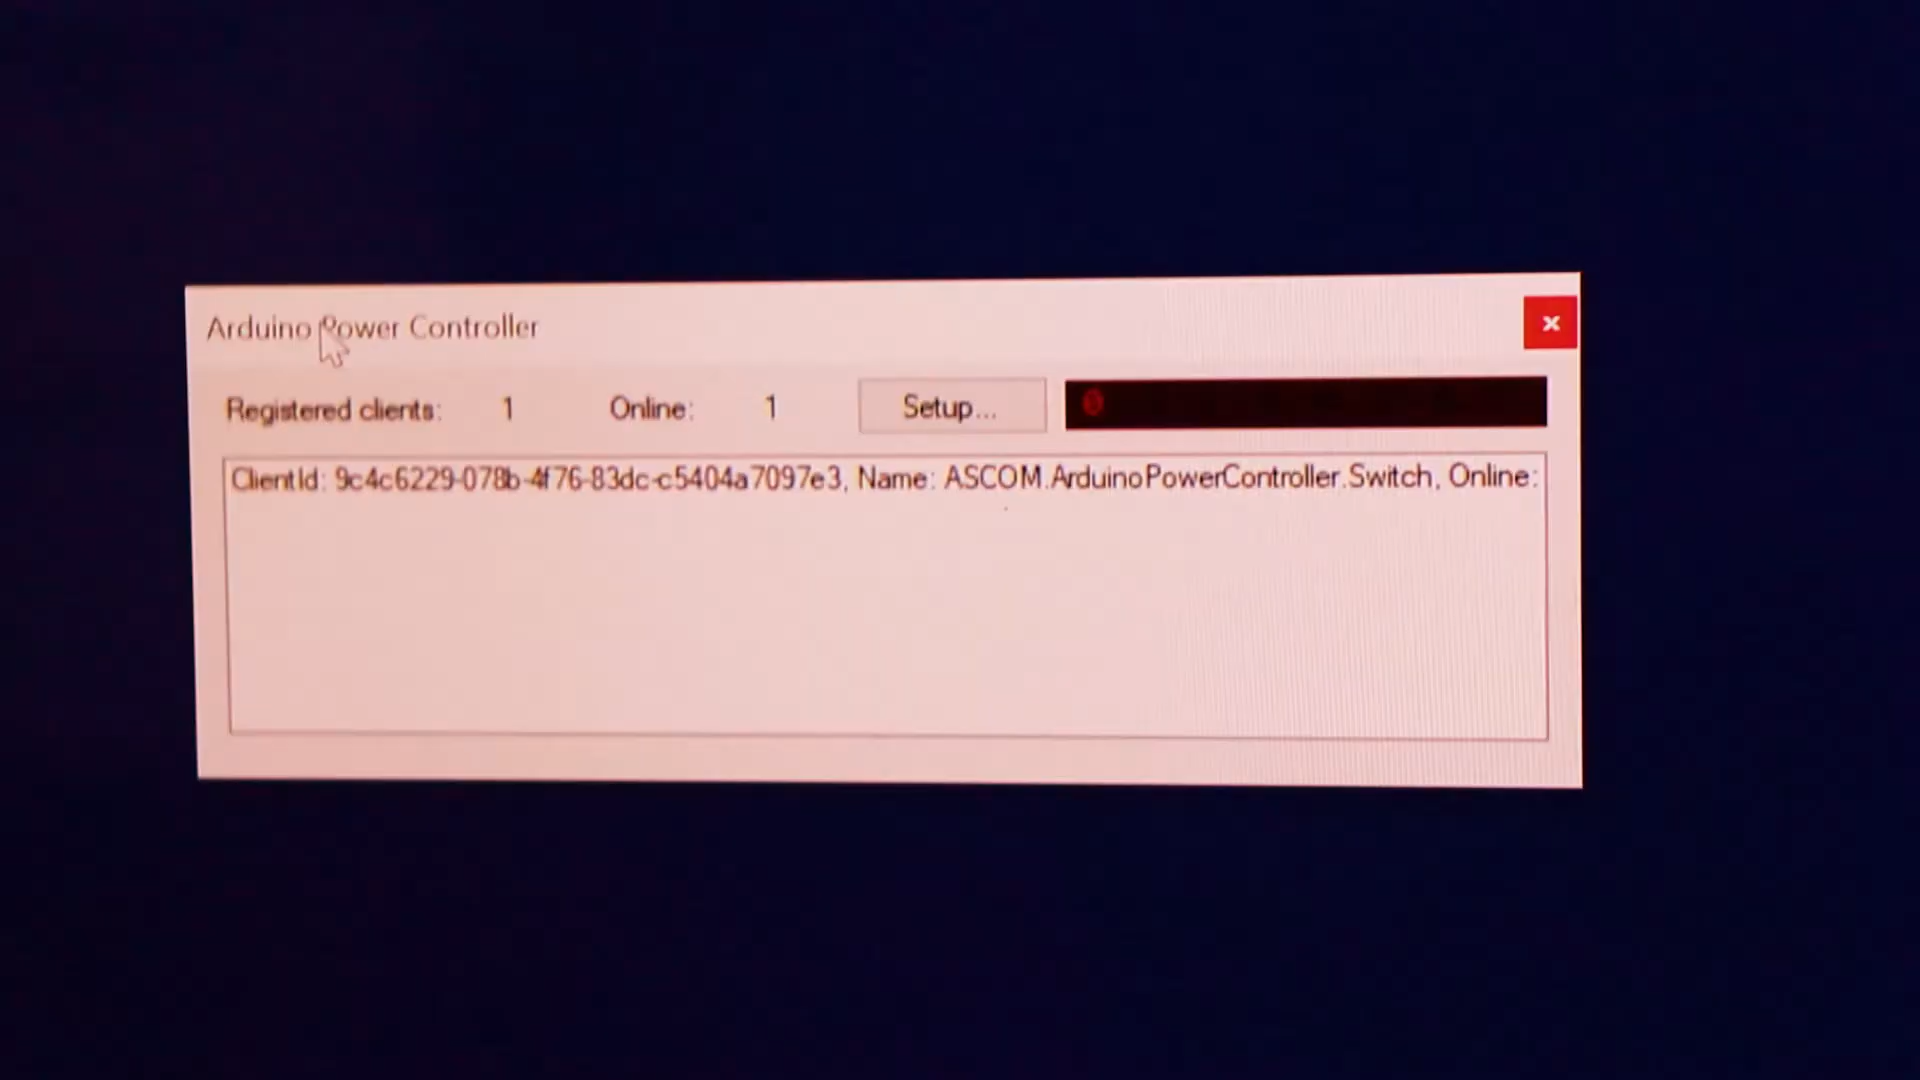 Arduino Power Controller
Registered clients: 1 Online: 1 Setup... 0
ClientId: 9c4c6229-078b-4f76-83dc-c5404a7097e3, Name: ASCOM.ArduinoPowerController.Switch, Online: